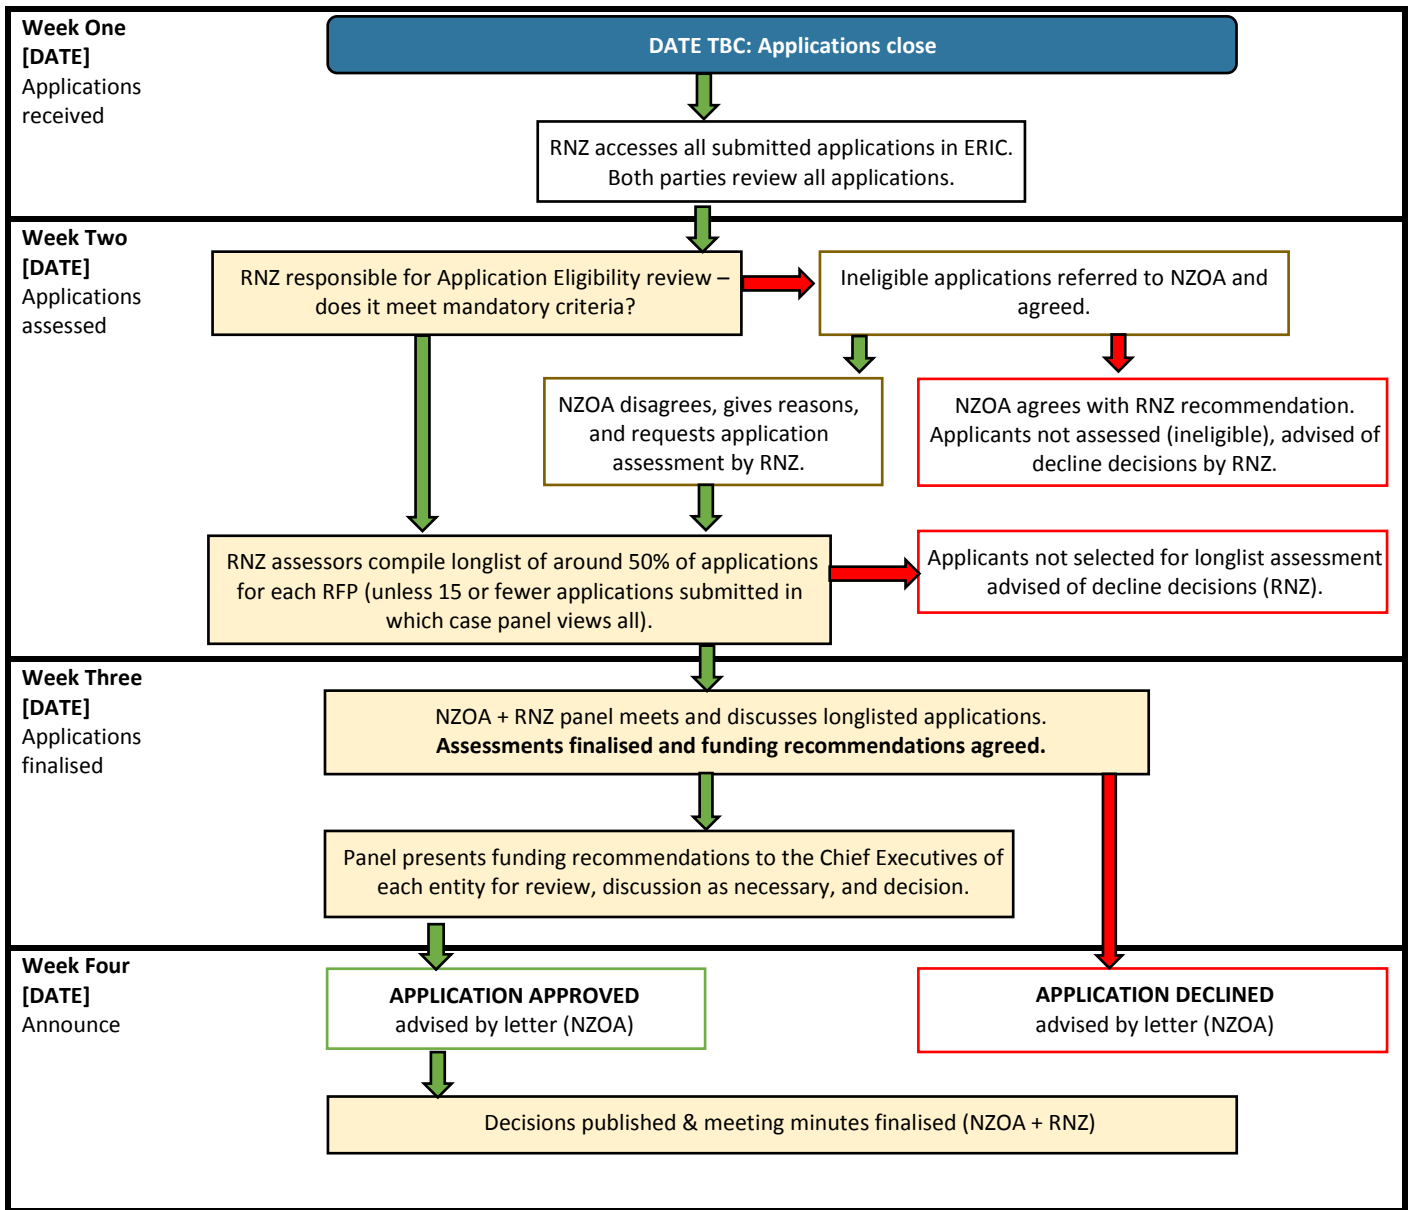 Week One
[DATE]
Applications
received
DATE TBC: Applications close
RNZ accesses all submitted applications in ERIC.
Both parties review all applications.
Week Two
[DATE]
Applications
assessed
RNZ responsible for Application Eligibility review –
does it meet mandatory criteria?
Ineligible applications referred to NZOA and
agreed.
NZOA disagrees, gives reasons,
and requests application
assessment by RNZ.
NZOA agrees with RNZ recommendation.
Applicants not assessed (ineligible), advised of
decline decisions by RNZ.
RNZ assessors compile longlist of around 50% of applications
for each RFP (unless 15 or fewer applications submitted in
which case panel views all).
Applicants not selected for longlist assessment
advised of decline decisions (RNZ).
Week Three
[DATE]
Applications
finalised
NZOA + RNZ panel meets and discusses longlisted applications.
Assessments finalised and funding recommendations agreed.
Panel presents funding recommendations to the Chief Executives of
each entity for review, discussion as necessary, and decision.
Week Four
[DATE]
Announce
APPLICATION APPROVED
advised by letter (NZOA)
APPLICATION DECLINED
advised by letter (NZOA)
Decisions published & meeting minutes finalised (NZOA + RNZ)